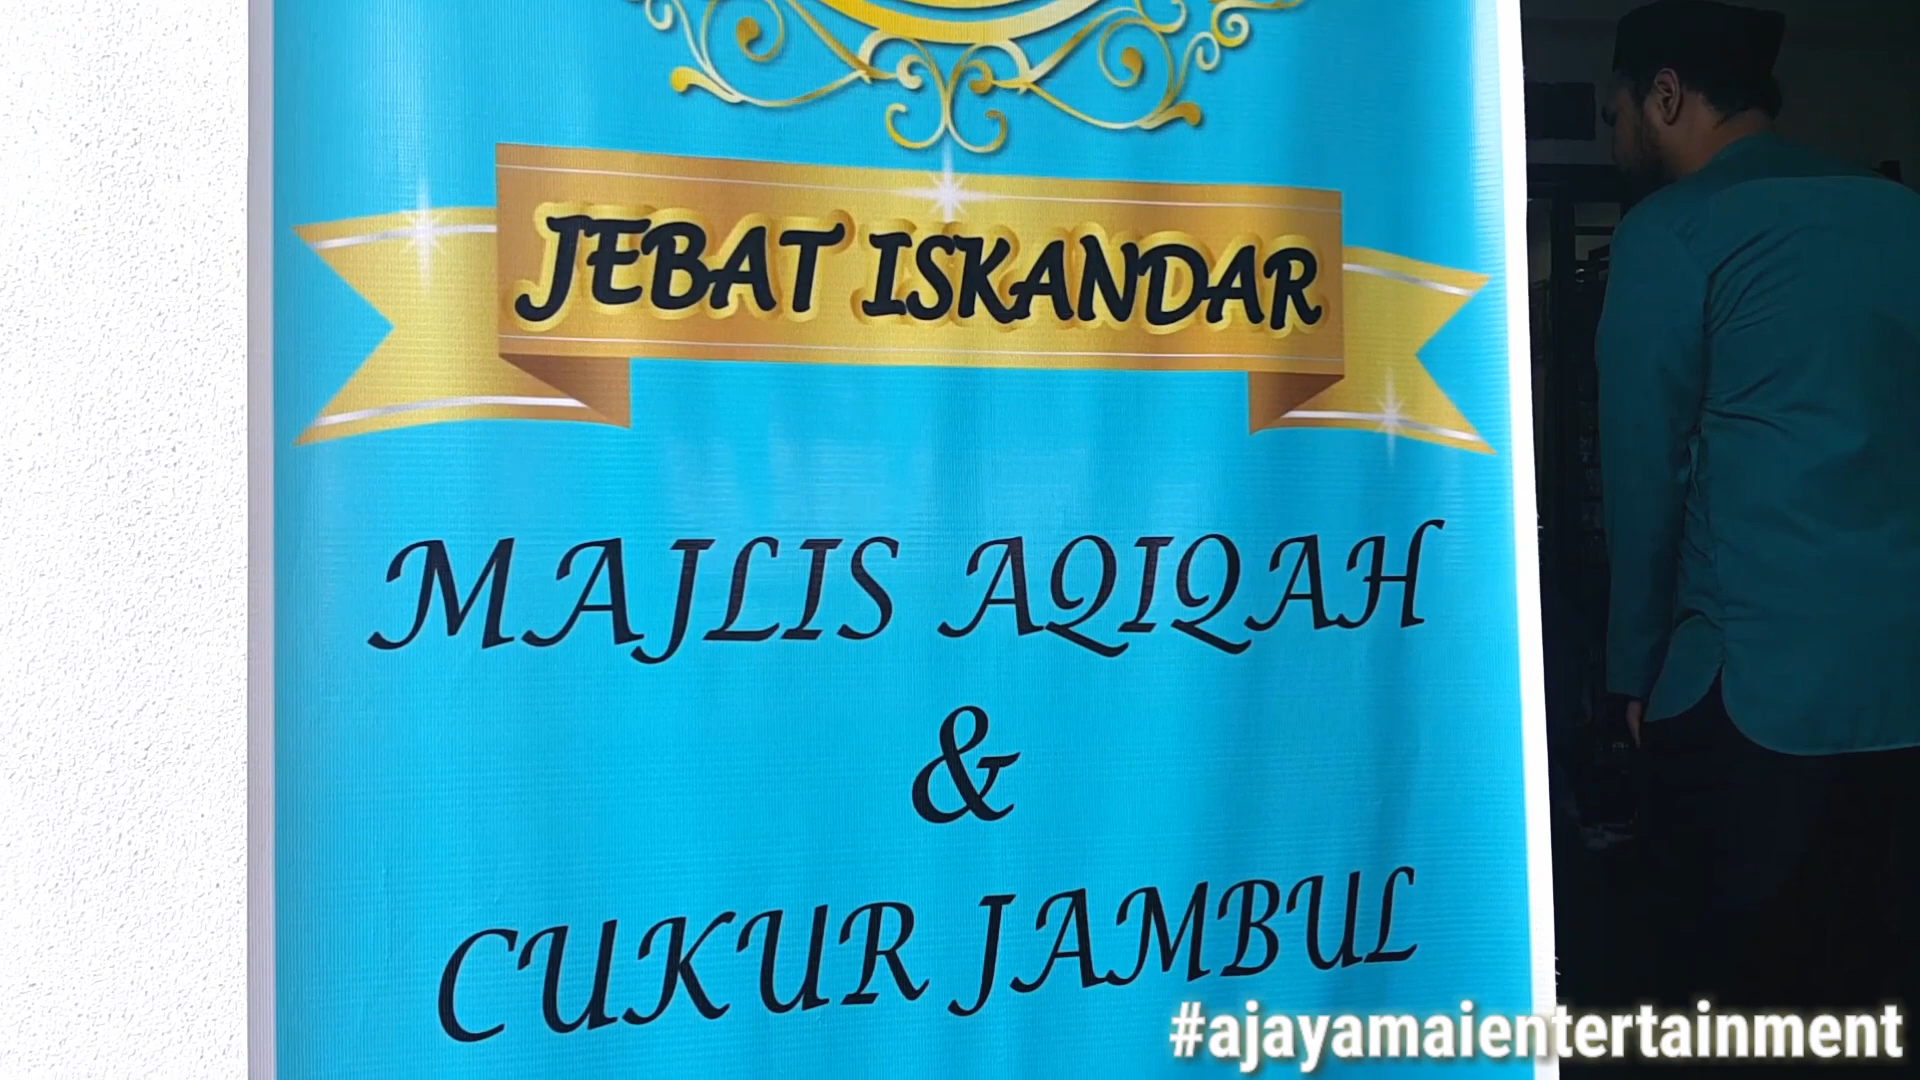 JEBAT ISKANDAR
MAJLIS AQIQAH
&
CUKUR JAMBUL
#ajayamaientertainment